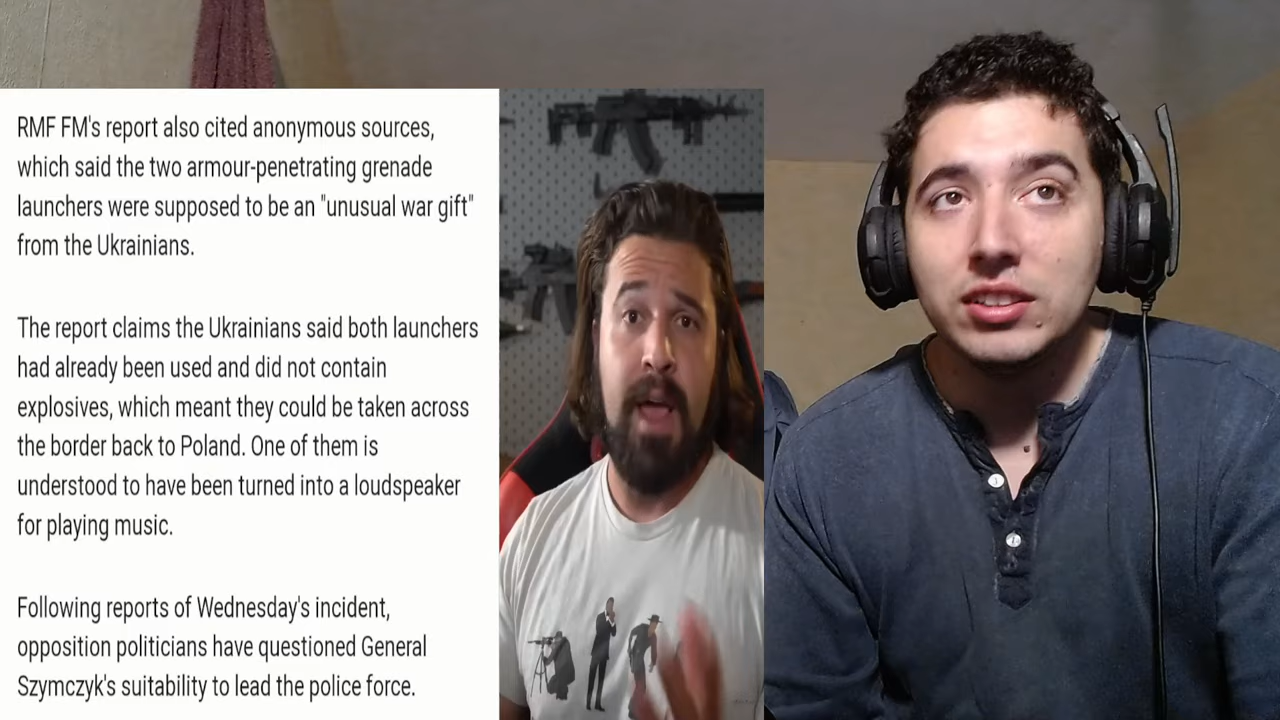 RMF FM's report also cited anonymous sources,
which said the two armour-penetrating grenade
launchers were supposed to be an "unusual war gift"
from the Ukrainians.
The report claims the Ukrainians said both launchers
had already been used and did not contain
explosives, which meant they could be taken across
the border back to Poland. One of them is
understood to have been turned into a loudspeaker
for playing music.
Following reports of Wednesday's incident,
opposition politicians have questioned General
Szymczyk's suitability to lead the police force.